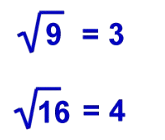 √9 = 3
√16 = 4